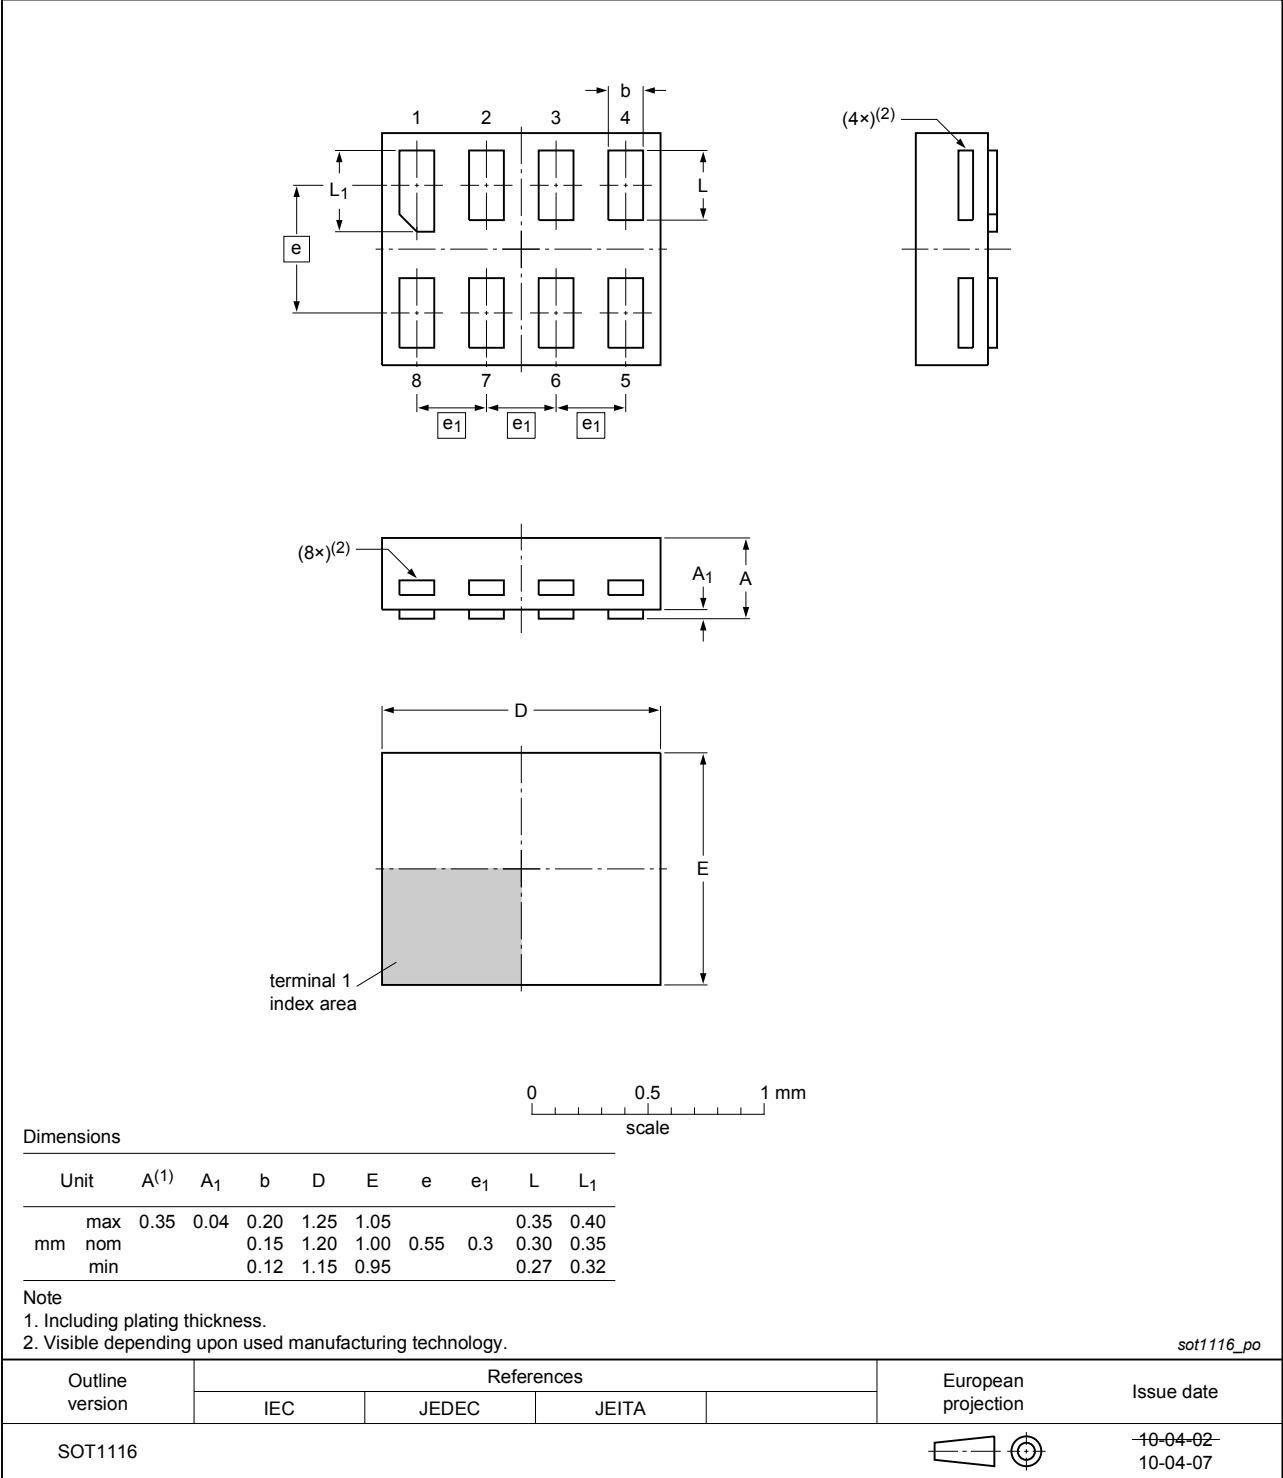 b
1 2 3 4
(4×)(2)
L1
L
e
8 7 6 5
e1 e1 e1
(8×)(2)
A1 A
D
E
terminal 1
index area
0 0.5 1 mm
scale
Dimensions
Unit A(1) A1 b D E e e1 L L1
max 0.35 0.04 0.20 1.25 1.05 0.35 0.40
mm nom 0.15 1.20 1.00 0.55 0.3 0.30 0.35
min 0.12 1.15 0.95 0.27 0.32
Note
1. Including plating thickness.
2. Visible depending upon used manufacturing technology.
sot1116_po
Outline version
References
European projection
Issue date
IEC JEDEC JEITA
SOT1116
10-04-02
10-04-07